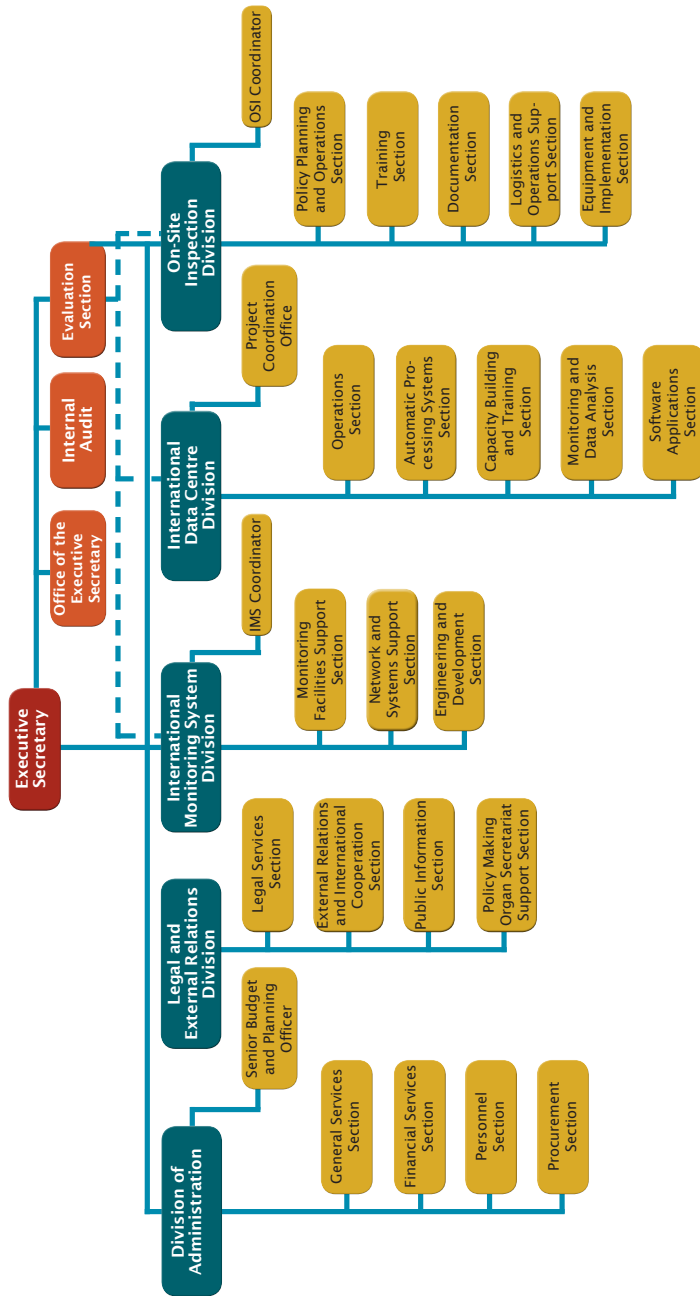 Executive
Secretary
Office of the
Executive
Secretary
Internal
Audit
Evaluation
Section
Division of
Administration
Senior Budget
and Planning
Officer
General Services
Section
Financial Services
Section
Personnel
Section
Procurement
Section
Legal and
External Relations
Division
Legal Services
Section
External Relations
and International
Cooperation
Section
Public Information
Section
Policy Making
Organ Secretariat
Support Section
International
Monitoring System
Division
IMS Coordinator
Monitoring
Facilities Support
Section
Network and
Systems Support
Section
Engineering and
Development
Section
International
Data Centre
Division
Project
Coordination
Office
Operations
Section
Automatic Pro-
cessing Systems
Section
Capacity Building
and Training
Section
Monitoring and
Data Analysis
Section
Software
Applications
Section
On-Site
Inspection
Division
OSI Coordinator
Policy Planning
and Operations
Section
Training
Section
Documentation
Section
Logistics and
Operations Sup-
port Section
Equipment and
Implementation
Section